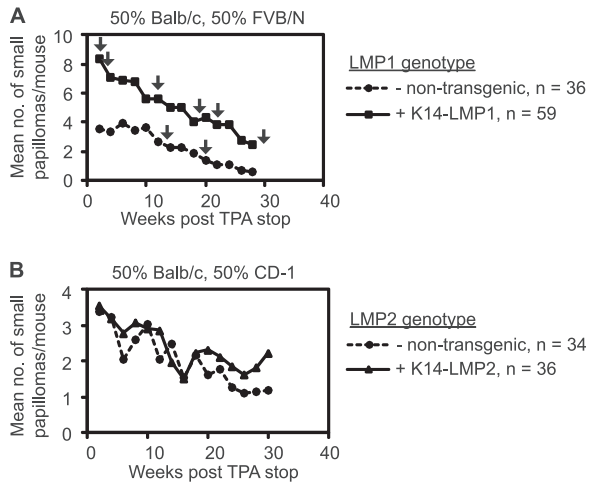 A
50% Balb/c, 50% FVB/N
Mean no. of small
papillomas/mouse
10
8
6
4
2
0
0
10
20
30
40
Weeks post TPA stop
LMP1 genotype
- non-transgenic, n = 36
+ K14-LMP1, n = 59
B
50% Balb/c, 50% CD-1
Mean no. of small
papillomas/mouse
4
3
2
1
0
0
10
20
30
40
Weeks post TPA stop
LMP2 genotype
- non-transgenic, n = 34
+ K14-LMP2, n = 36